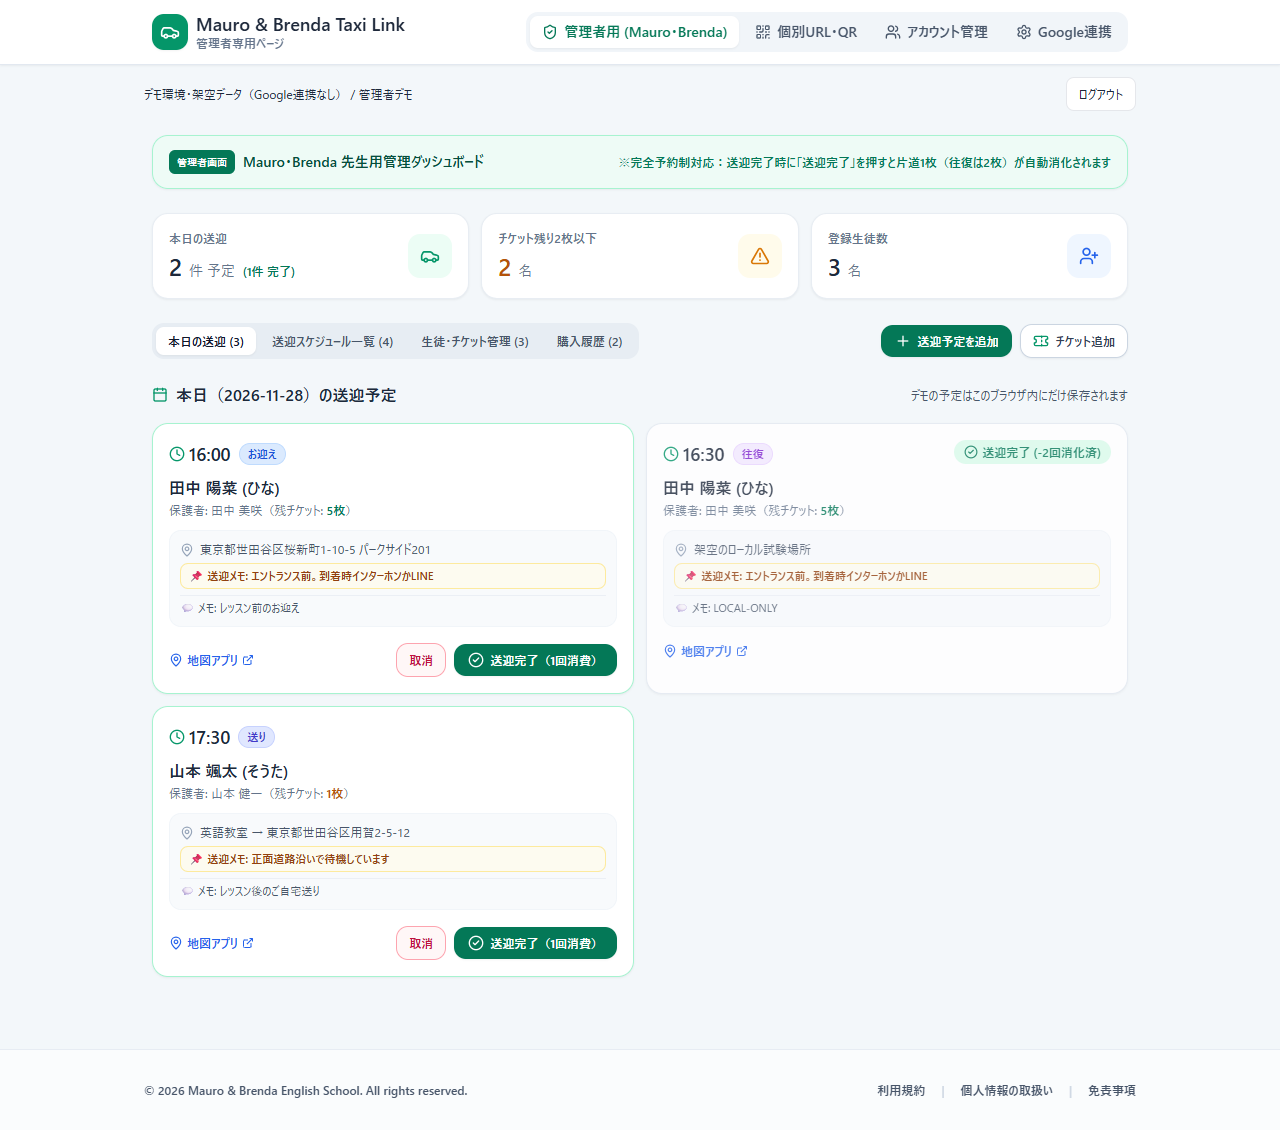 Mauro & Brenda Taxi Link
管理者専用ページ
管理者用 (Mauro・Brenda)
個別URL・QR
アカウント管理
Google連携
デモ環境・架空データ（Google連携なし） / 管理者デモ
ログアウト
管理者画面
Mauro・Brenda 先生用管理ダッシュボード
※完全予約制対応：送迎完了時に「送迎完了」を押すと片道1枚（往復は2枚）が自動消化されます
本日の送迎
2 件 予定 (1件 完了)
チケット残り2枚以下
2 名
登録生徒数
3 名
本日の送迎 (3)
送迎スケジュール一覧 (4)
生徒・チケット管理 (3)
購入履歴 (2)
送迎予定を追加
チケット追加
本日（2026-11-28）の送迎予定
デモの予定はこのブラウザ内にだけ保存されます
16:00 お迎え
田中 陽菜 (ひな)
保護者: 田中 美咲（残チケット: 5枚）
東京都世田谷区桜新町1-10-5 パークサイド201
送迎メモ: エントランス前。到着時インターホンかLINE
メモ: レッスン前のお迎え
地図アプリ
取消
送迎完了（1回消費）
16:30 往復
送迎完了 (-2回消化済)
田中 陽菜 (ひな)
保護者: 田中 美咲（残チケット: 5枚）
架空のローカル試験場所
送迎メモ: エントランス前。到着時インターホンかLINE
メモ: LOCAL-ONLY
地図アプリ
17:30 送り
山本 颯太 (そうた)
保護者: 山本 健一（残チケット: 1枚）
英語教室 → 東京都世田谷区用賀2-5-12
送迎メモ: 正面道路沿いで待機しています
メモ: レッスン後のご自宅送り
地図アプリ
取消
送迎完了（1回消費）
© 2026 Mauro & Brenda English School. All rights reserved.
利用規約 | 個人情報の取扱い | 免責事項